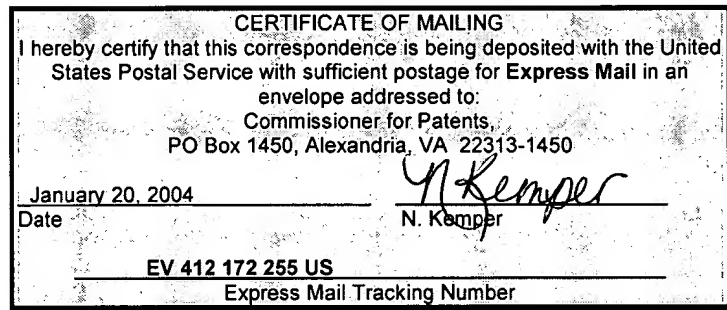 CERTIFICATE OF MAILING
I hereby certify that this correspondence is being deposited with the United
States Postal Service with sufficient postage for Express Mail in an
envelope addressed to:
Commissioner for Patents,
PO Box 1450, Alexandria, VA 22313-1450
N Kemper
January 20, 2004
Date N. Kemper
EV 412 172 255 US
Express Mail Tracking Number